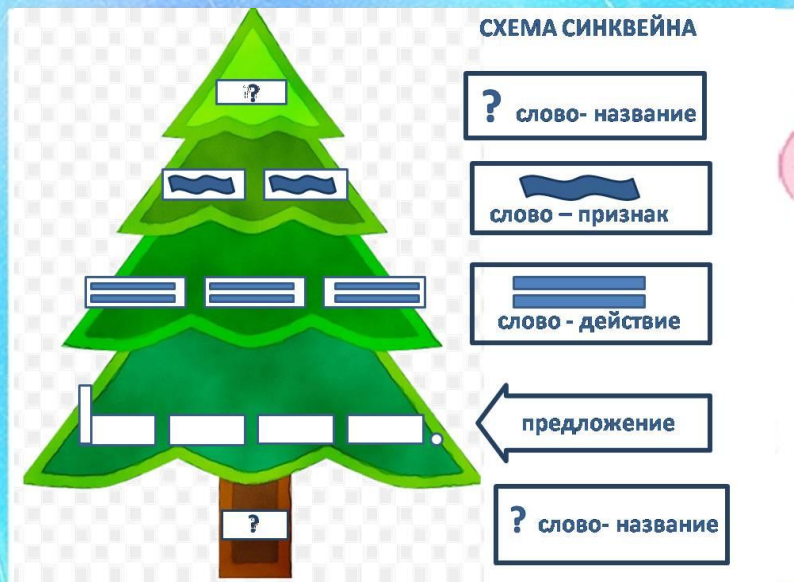 СХЕМА СИНКВЕЙНА
?
? слово- название
слово – признак
слово - действие
предложение
?
? слово- название